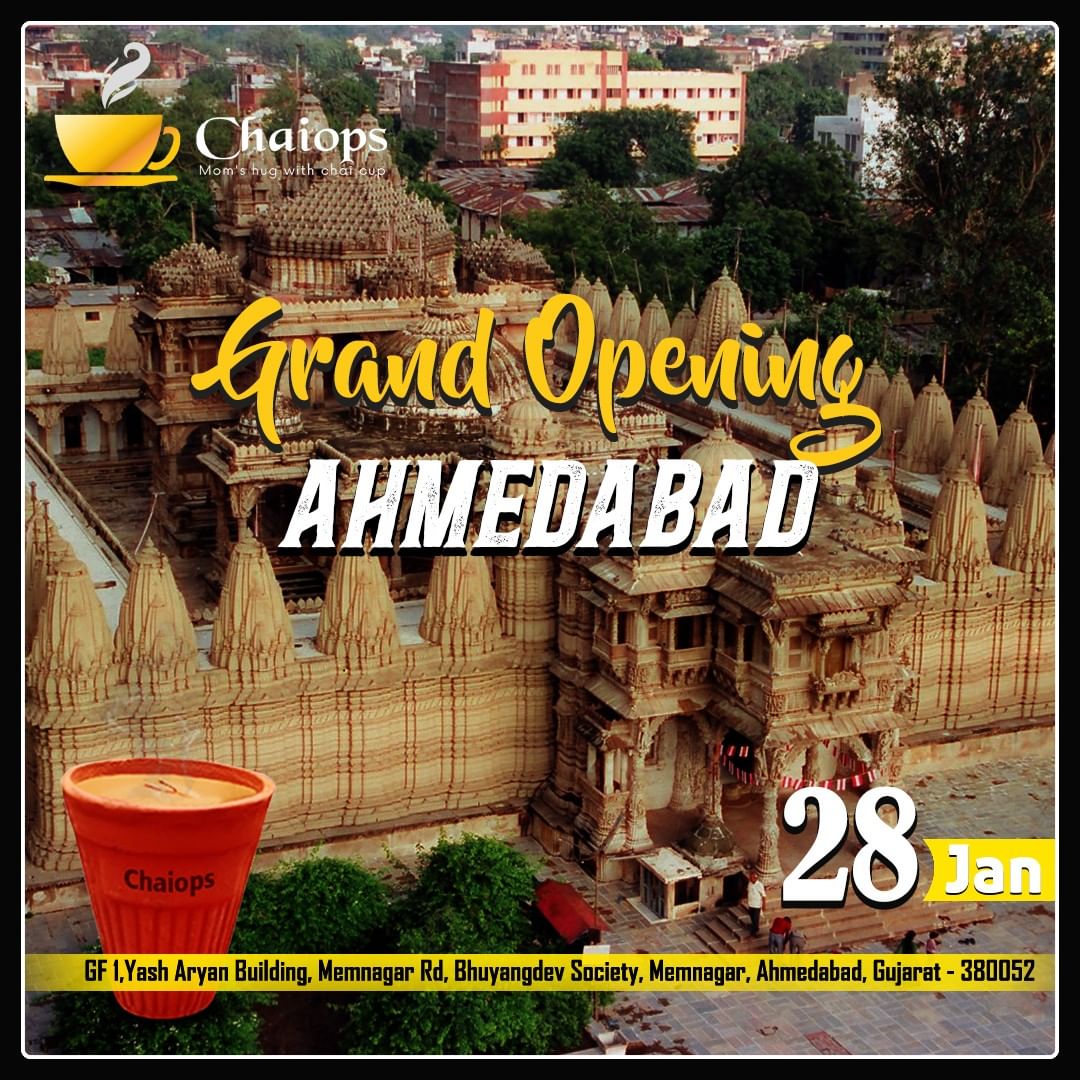 Chaiops
Mom's hug with chai cup
Grand Opening
AHMEDABAD
28 Jan
Chaiops
GF 1,Yash Aryan Building, Memnagar Rd, Bhuyangdev Society, Memnagar, Ahmedabad, Gujarat - 380052